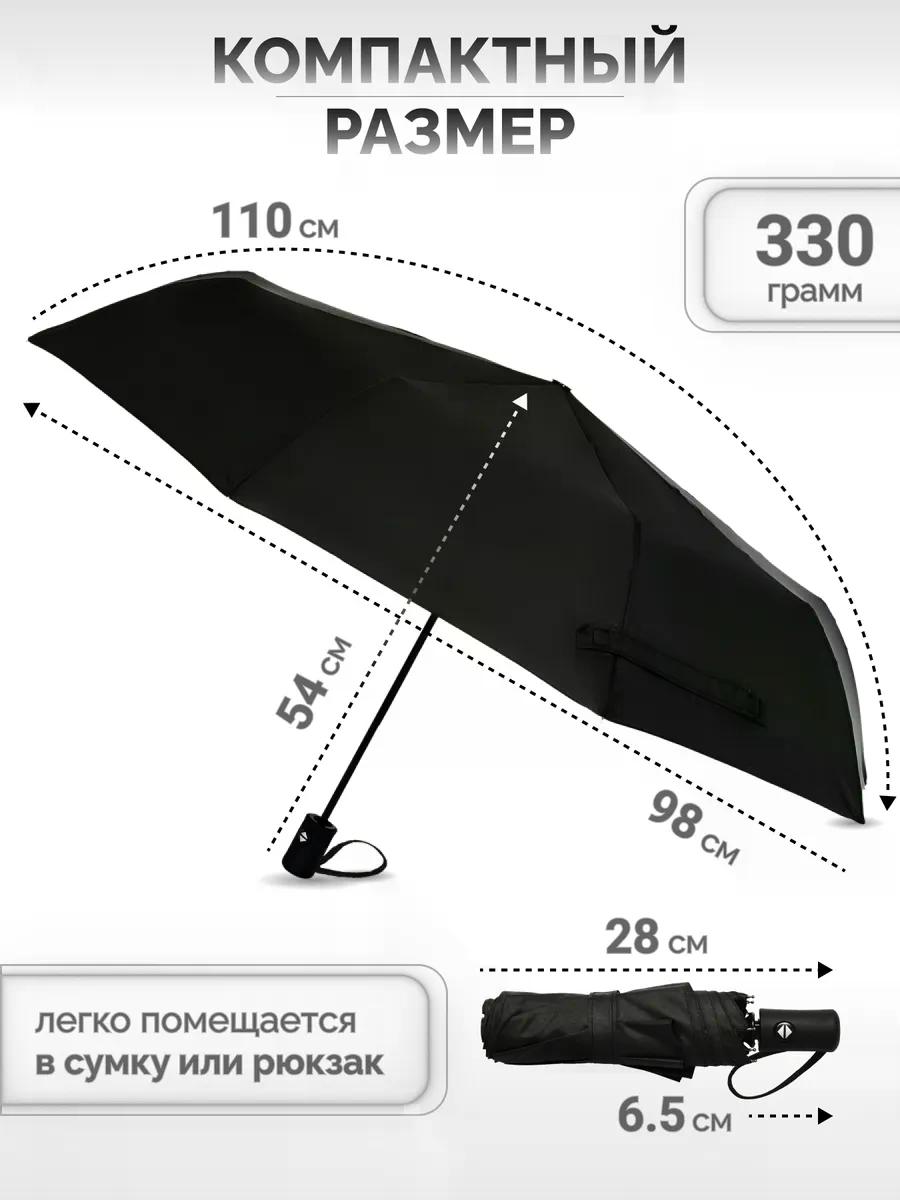 КОМПАКТНЫЙ
РАЗМЕР
110 см
330
грамм
54 см
98 см
28 см
легко помещается
в сумку или рюкзак
6.5 см